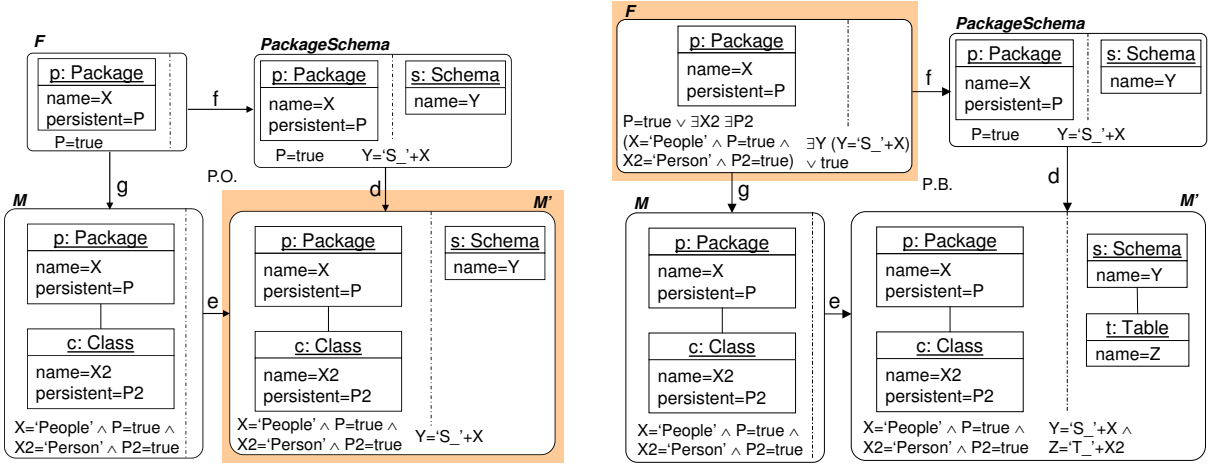 F
PackageSchema
p: Package
name=X
persistent=P
P=true
f
p: Package
name=X
persistent=P
s: Schema
name=Y
P=true
Y=‘S_’+X
g
P.O.
d
M
p: Package
name=X
persistent=P
c: Class
name=X2
persistent=P2
X=‘People’ ∧ P=true ∧
X2=‘Person’ ∧ P2=true
e
M’
p: Package
name=X
persistent=P
s: Schema
name=Y
c: Class
name=X2
persistent=P2
X=‘People’ ∧ P=true ∧
X2=‘Person’ ∧ P2=true
Y=‘S_’+X
F
p: Package
name=X
persistent=P
P=true ∨ ∃X2 ∃P2
(X=‘People’ ∧ P=true ∧
X2=‘Person’ ∧ P2=true)
∃Y (Y=‘S_’+X)
∨ true
f
PackageSchema
p: Package
name=X
persistent=P
s: Schema
name=Y
P=true
Y=‘S_’+X
g
P.B.
d
M
p: Package
name=X
persistent=P
c: Class
name=X2
persistent=P2
X=‘People’ ∧ P=true ∧
X2=‘Person’ ∧ P2=true
e
M’
p: Package
name=X
persistent=P
c: Class
name=X2
persistent=P2
X=‘People’ ∧ P=true ∧
X2=‘Person’ ∧ P2=true
s: Schema
name=Y
t: Table
name=Z
Y=‘S_’+X ∧
Z=‘T_’+X2